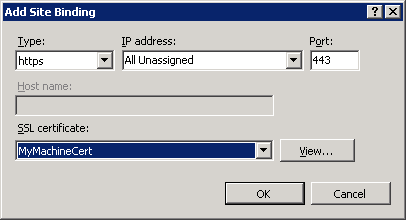 Add Site Binding
Type: IP address: Port:
https All Unassigned 443
Host name:
SSL certificate:
MyMachineCert View...
OK Cancel